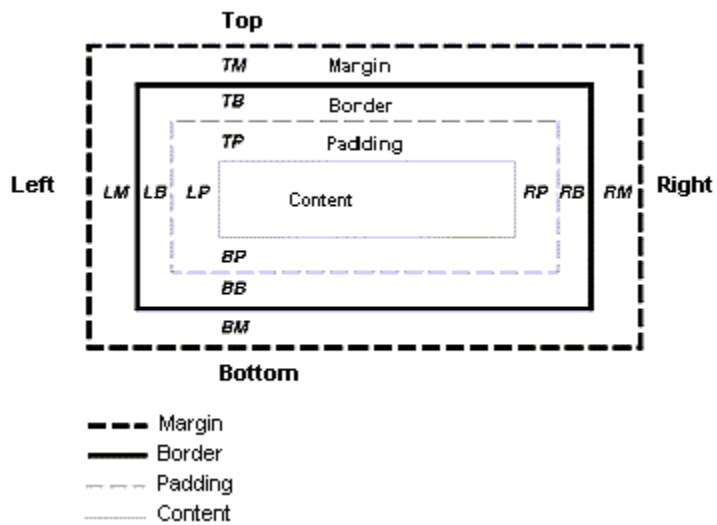 Top
TM Margin
TB Border
TP Padding
Left LM LB LP Content RP RB RM Right
BP
BB
BM
Bottom
Margin
Border
Padding
Content